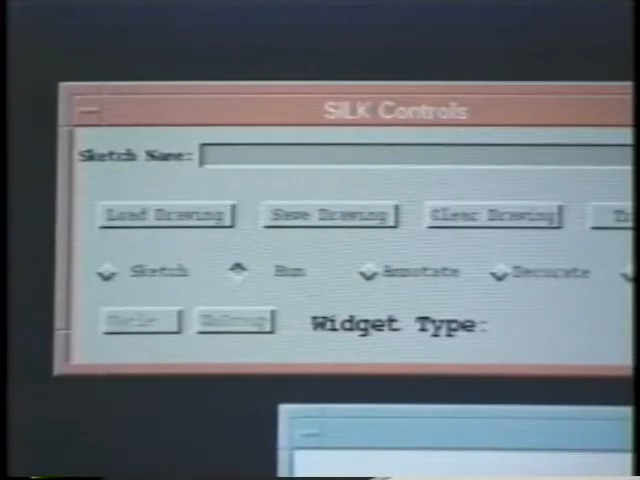 SILK Controls
Sketch Name:
Load Drawing Save Drawing Clear Drawing
Sketch Run Annotate Decorate
Widget Type: